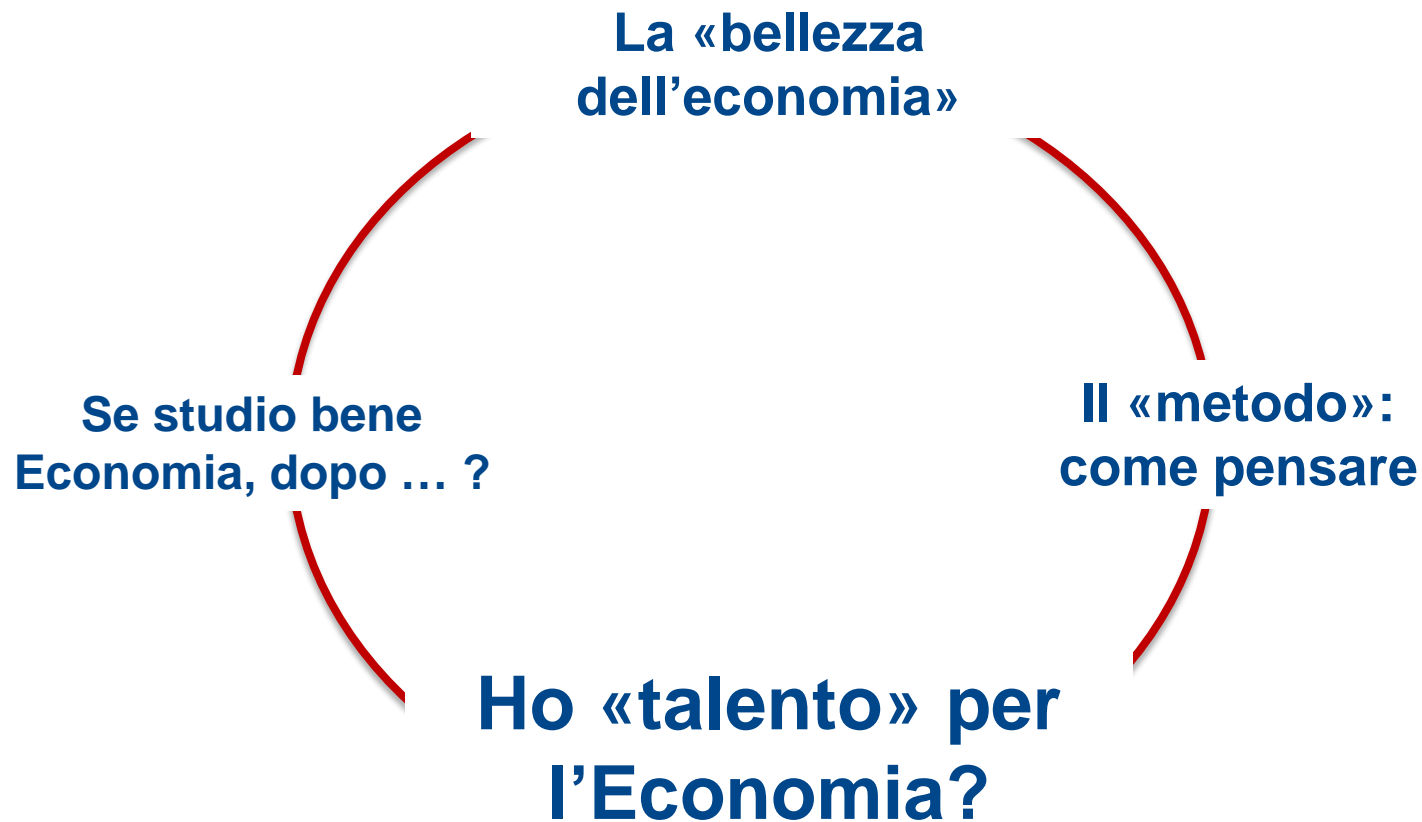 La «bellezza
dell’economia»
Se studio bene
Economia, dopo … ?
Il «metodo»:
come pensare
Ho «talento» per
l’Economia?